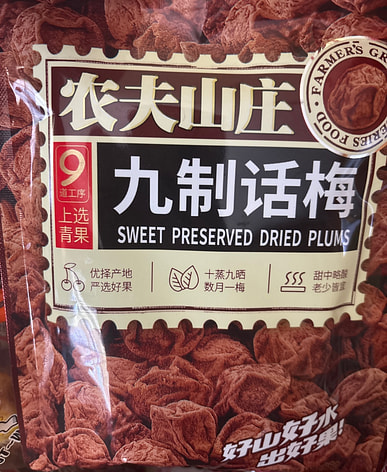 农夫山庄
FARMER'S GR
RIES FOOD
9
道工序
上选
青果
九制话梅
SWEET PRESERVED DRIED PLUMS
优择产地
严选好果
十蒸九晒
数月一梅
甜中略酸
老少皆宜
好山好水
出好果!